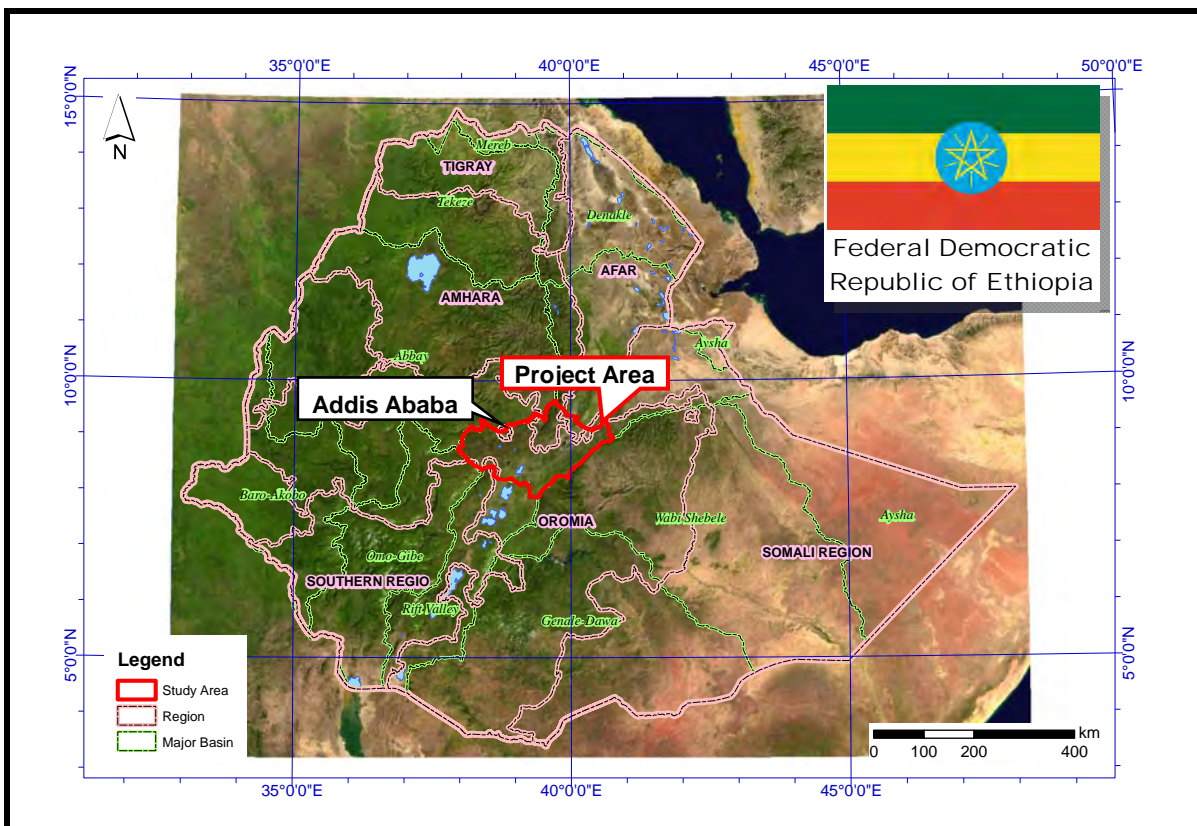 35°0'0"E
40°0'0"E
45°0'0"E
50°0'0"E
15°0'0"N
N
Mereb
TIGRAY
Tekeze
Denakle
AFAR
AMHARA
Federal Democratic
Republic of Ethiopia
Aysha
Abbay
10°0'0"N
10°0'0"N
Project Area
Addis Ababa
Baro-Akobo
OROMIA
Wabi Shebele
Aysha
SOMALI REGION
Omo-Gibe
SOUTHERN REGIO
Rift Valley
Genale-Dawa
5°0'0"N
5°0'0"N
Legend
Study Area
Region
Major Basin
km
0 100 200 400
35°0'0"E
40°0'0"E
45°0'0"E